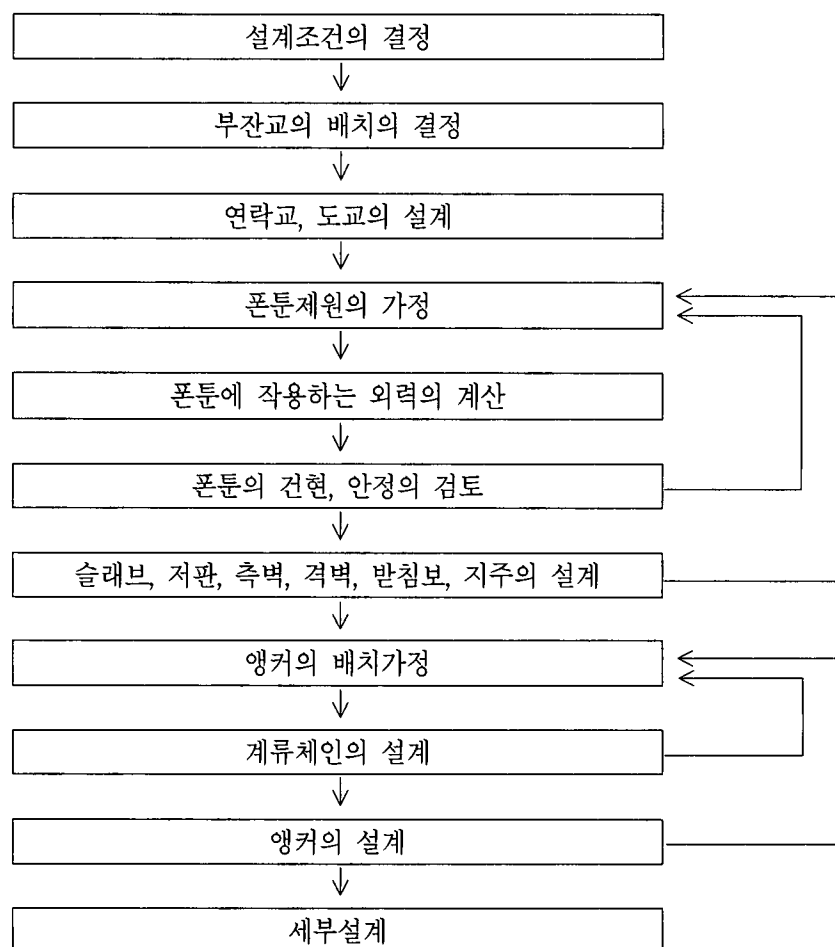 설계조건의 결정
부잔교의 배치의 결정
연락교, 도교의 설계
폰툰제원의 가정
폰툰에 작용하는 외력의 계산
폰툰의 건현, 안정의 검토
슬래브, 저판, 측벽, 격벽, 받침보, 지주의 설계
앵커의 배치가정
계류체인의 설계
앵커의 설계
세부설계